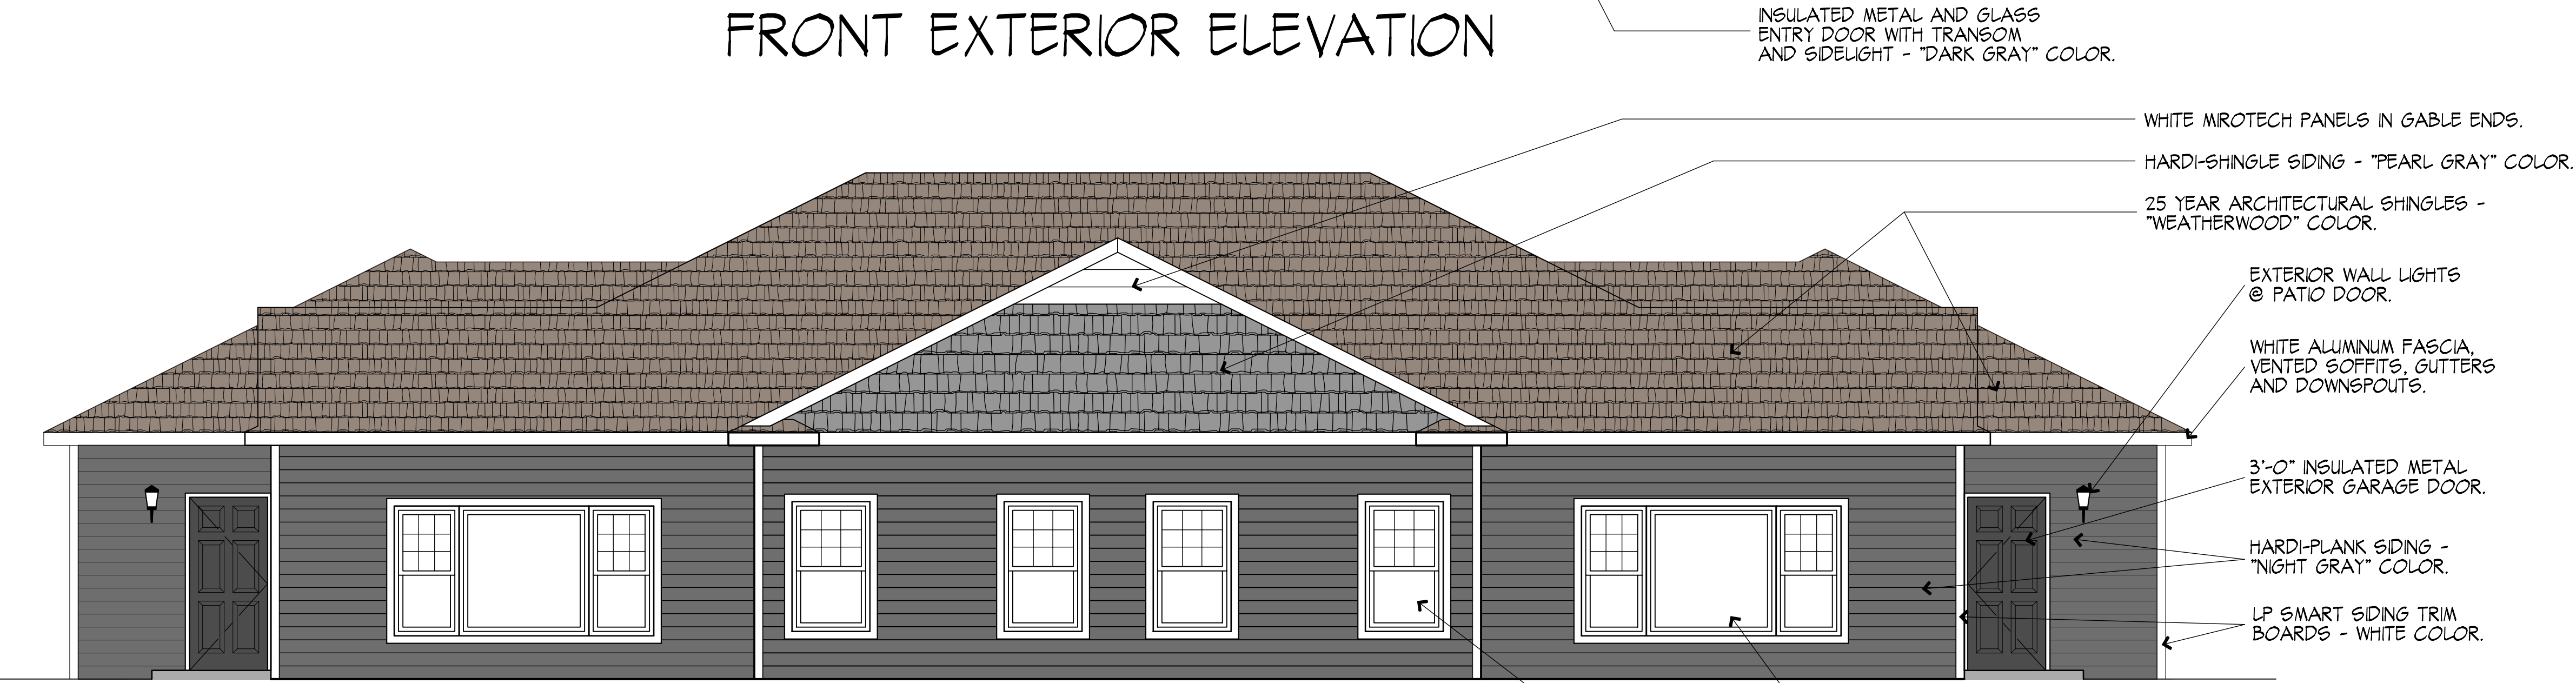 FRONT EXTERIOR ELEVATION
INSULATED METAL AND GLASS
ENTRY DOOR WITH TRANSOM
AND SIDELIGHT - "DARK GRAY" COLOR.
WHITE MIROTECH PANELS IN GABLE ENDS.
HARDI-SHINGLE SIDING - "PEARL GRAY" COLOR.
25 YEAR ARCHITECTURAL SHINGLES -
"WEATHERWOOD" COLOR.
EXTERIOR WALL LIGHTS
@ PATIO DOOR.
WHITE ALUMINUM FASCIA,
VENTED SOFFITS, GUTTERS
AND DOWNSPOUTS.
3'-0" INSULATED METAL
EXTERIOR GARAGE DOOR.
HARDI-PLANK SIDING -
"NIGHT GRAY" COLOR.
LP SMART SIDING TRIM
BOARDS - WHITE COLOR.